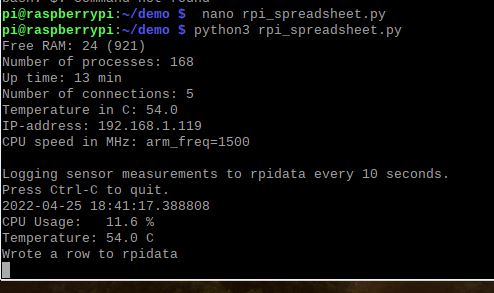 pi@raspberrypi:~/demo $  nano rpi_spreadsheet.py
pi@raspberrypi:~/demo $ python3 rpi_spreadsheet.py
Free RAM: 24 (921)
Number of processes: 168
Up time: 13 min
Number of connections: 5
Temperature in C: 54.0
IP-address: 192.168.1.119
CPU speed in MHz: arm_freq=1500

Logging sensor measurements to rpidata every 10 seconds.
Press Ctrl-C to quit.
2022-04-25 18:41:17.388808
CPU Usage:   11.6 %
Temperature: 54.0 C
Wrote a row to rpidata